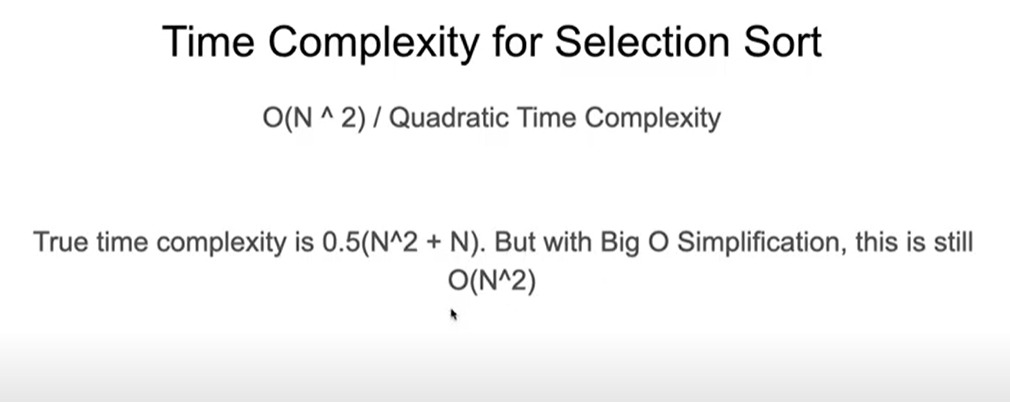 Time Complexity for Selection Sort
O(N ^ 2) / Quadratic Time Complexity
True time complexity is 0.5(N^2 + N). But with Big O Simplification, this is still
O(N^2)